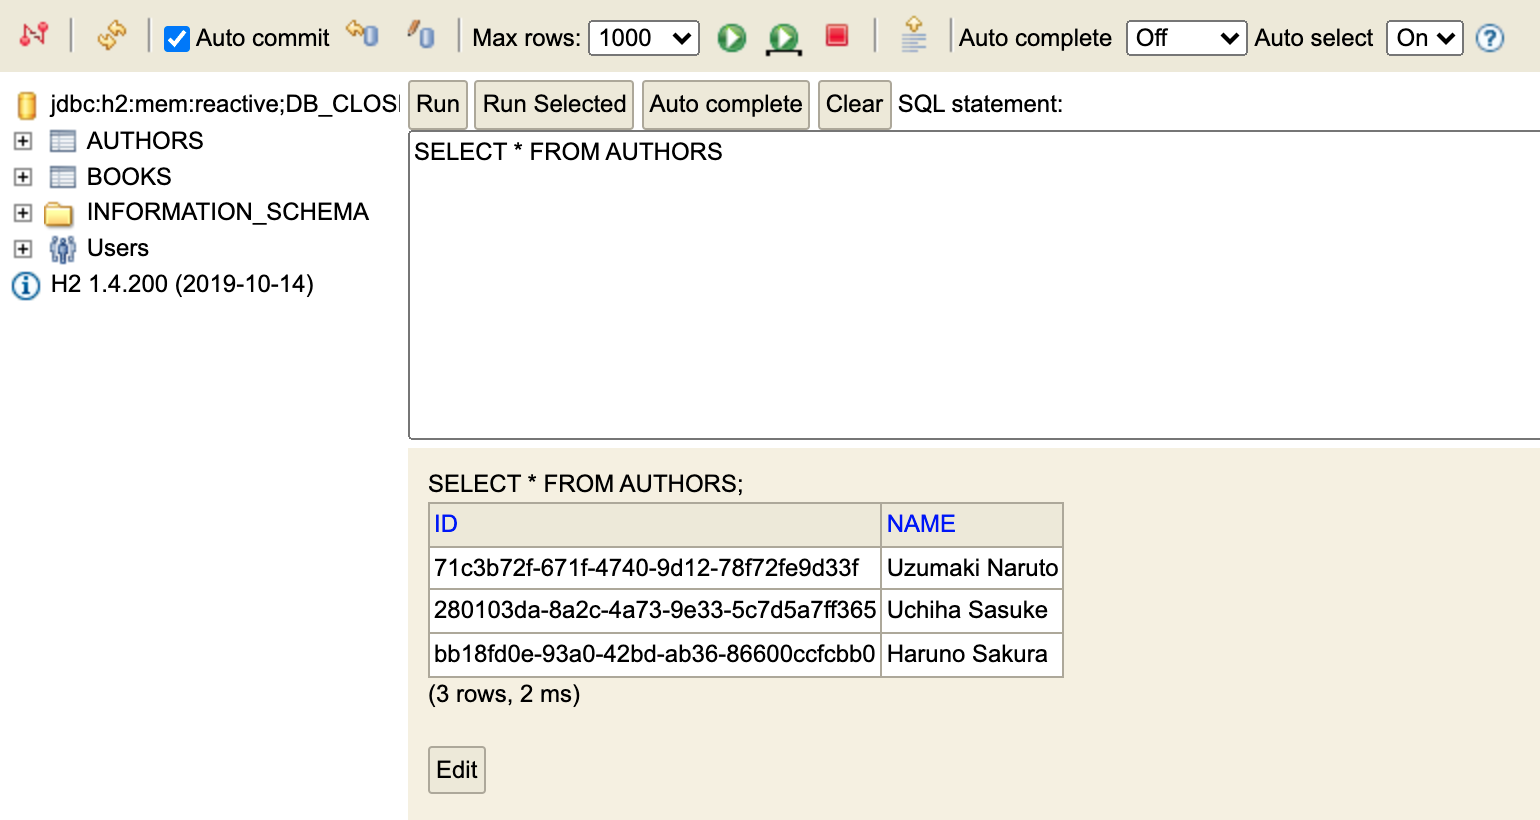 Auto commit Max rows: 1000 Auto complete Off Auto select On ?
jdbc:h2:mem:reactive;DB_CLOS
AUTHORS
BOOKS
INFORMATION_SCHEMA
Users
H2 1.4.200 (2019-10-14)
Run Run Selected Auto complete Clear SQL statement:
SELECT * FROM AUTHORS
SELECT * FROM AUTHORS;
ID NAME
71c3b72f-671f-4740-9d12-78f72fe9d33f Uzumaki Naruto
280103da-8a2c-4a73-9e33-5c7d5a7ff365 Uchiha Sasuke
bb18fd0e-93a0-42bd-ab36-86600ccfcbb0 Haruno Sakura
(3 rows, 2 ms)
Edit